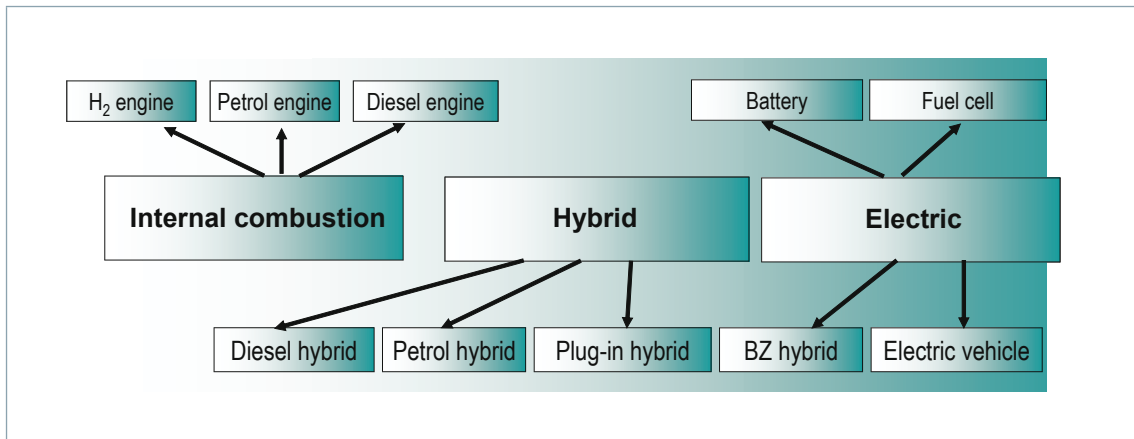 H₂ engine
Petrol engine
Diesel engine
Battery
Fuel cell
Internal combustion
Hybrid
Electric
Diesel hybrid
Petrol hybrid
Plug-in hybrid
BZ hybrid
Electric vehicle